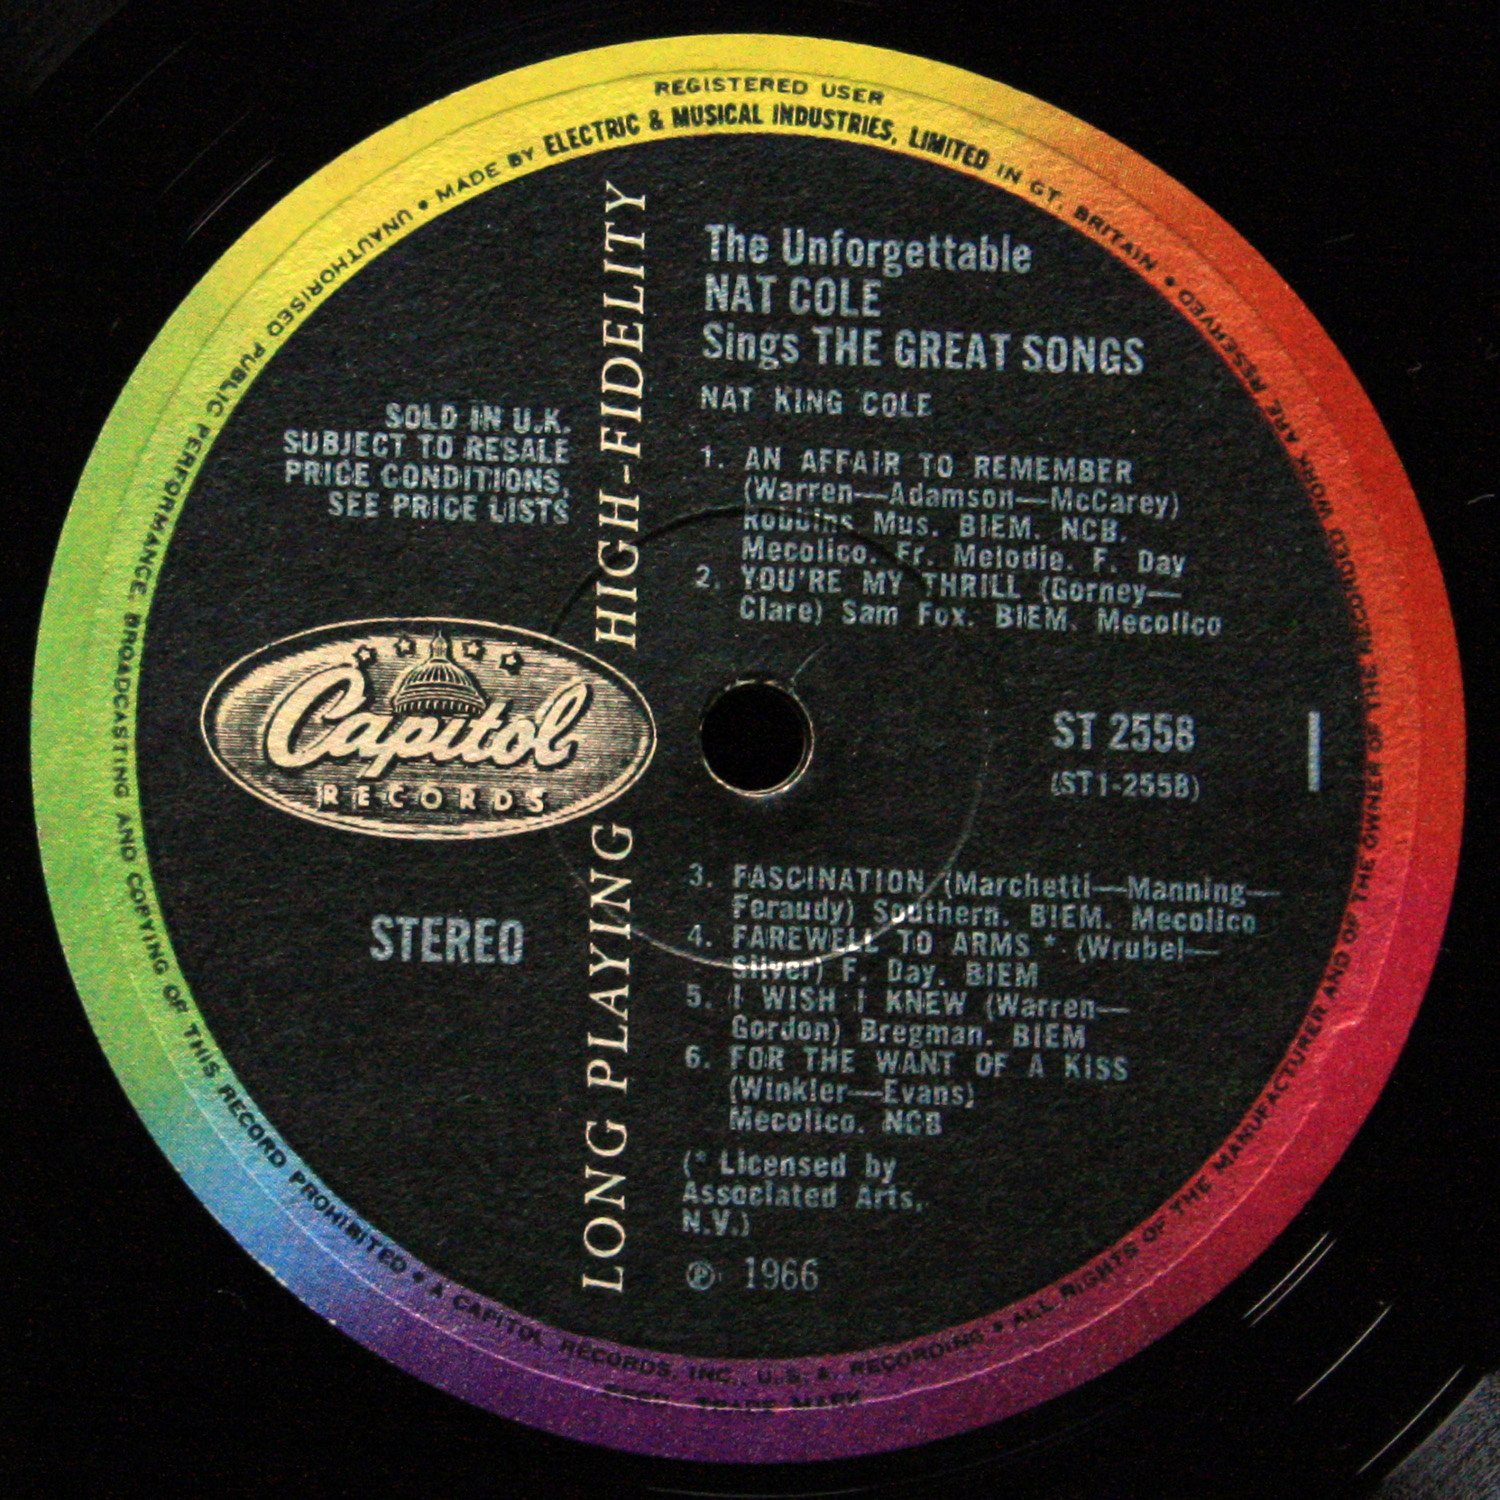 REGISTERED USER
• MADE BY ELECTRIC & MUSICAL INDUSTRIES, LIMITED IN GT. BRITAIN •
The Unforgettable
NAT COLE
Sings THE GREAT SONGS
NAT KING COLE
1. AN AFFAIR TO REMEMBER
(Warren—Adamson—McCarey)
Robbins Mus. BIEM. NCB.
Mecolico. Fr. Melodie. F. Day
2. YOU'RE MY THRILL (Gorney—
Clare) Sam Fox. BIEM. Mecolico
SOLD IN U.K.
SUBJECT TO RESALE
PRICE CONDITIONS,
SEE PRICE LISTS
LONG PLAYING HIGH-FIDELITY
Capitol
RECORDS
STEREO
ST 2558
(ST1-2558)
1
3. FASCINATION (Marchetti—Manning—
Feraudy) Southern. BIEM. Mecolico
4. FAREWELL TO ARMS * (Wrubel—
Silver) F. Day. BIEM
5. I WISH I KNEW (Warren—
Gordon) Bregman. BIEM
6. FOR THE WANT OF A KISS
(Winkler—Evans)
Mecolico. NCB
(* Licensed by
Associated Arts,
N.V.)
Ⓟ 1966
• ALL RIGHTS OF THE MANUFACTURER AND OF THE OWNER OF THE RECORDED WORK ARE RESERVED
UNAUTHORISED PUBLIC PERFORMANCE, BROADCASTING AND COPYING OF THIS RECORD PROHIBITED
• A CAPITOL RECORDS, INC., U.S.A. RECORDING
TRADE MARK